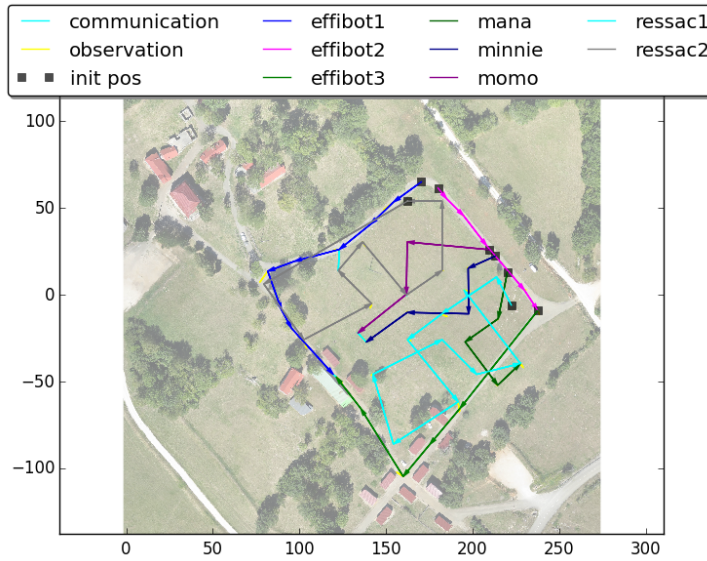 communication effibot1 mana ressac1
observation effibot2 minnie ressac2
init pos effibot3 momo
100
50
0
−50
−100
0 50 100 150 200 250 300